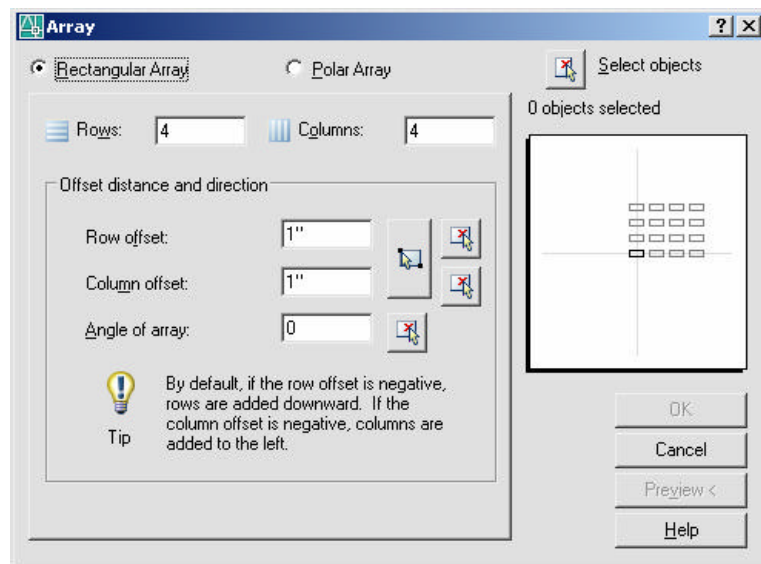 Array
Rectangular Array
Polar Array
Select objects
0 objects selected
Rows: 4
Columns: 4
Offset distance and direction
Row offset: 1"
Column offset: 1"
Angle of array: 0
Tip
By default, if the row offset is negative,
rows are added downward. If the
column offset is negative, columns are
added to the left.
OK
Cancel
Preview <
Help